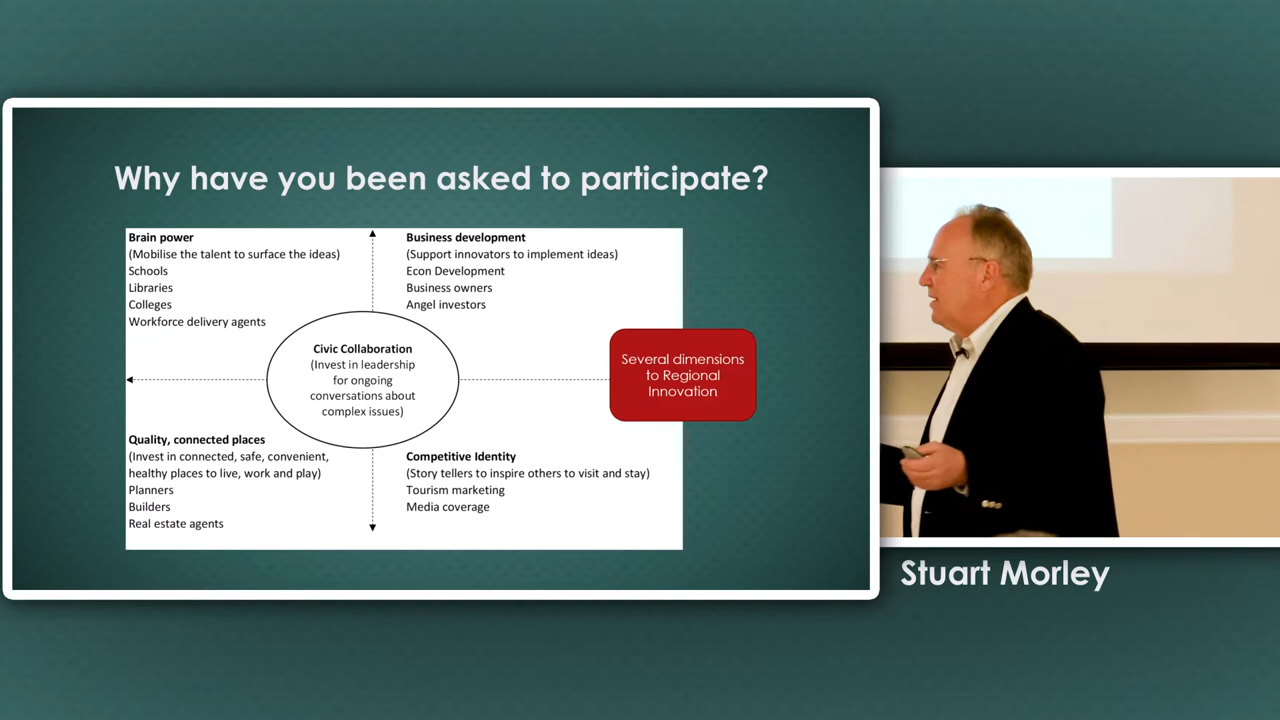 Why have you been asked to participate?
Brain power
(Mobilise the talent to surface the ideas)
Schools
Libraries
Colleges
Workforce delivery agents
Business development
(Support innovators to implement ideas)
Econ Development
Business owners
Angel investors
Civic Collaboration
(Invest in leadership
for ongoing
conversations about
complex issues)
Several dimensions
to Regional
Innovation
Quality, connected places
(Invest in connected, safe, convenient,
healthy places to live, work and play)
Planners
Builders
Real estate agents
Competitive Identity
(Story tellers to inspire others to visit and stay)
Tourism marketing
Media coverage
Stuart Morley